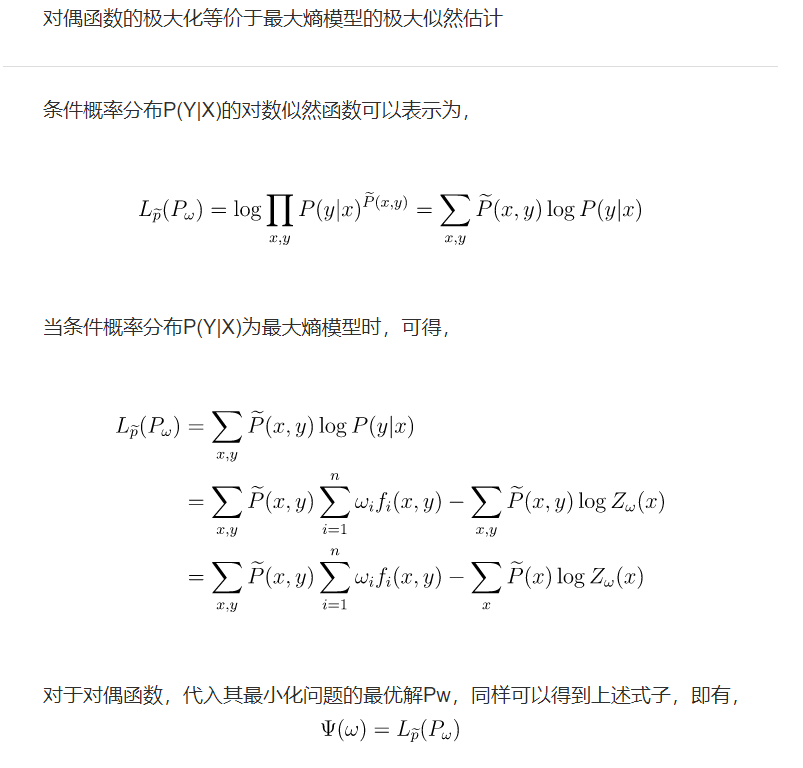 对偶函数的极大化等价于最大熵模型的极大似然估计
条件概率分布P(Y|X)的对数似然函数可以表示为，
$L_{\widetilde{p}}(P_\omega) = \log \prod_{x,y} P(y|x)^{\widetilde{P}(x,y)} = \sum_{x,y} \widetilde{P}(x,y) \log P(y|x)$
当条件概率分布P(Y|X)为最大熵模型时，可得，
$L_{\widetilde{p}}(P_\omega) = \sum_{x,y} \widetilde{P}(x,y) \log P(y|x)$
$= \sum_{x,y} \widetilde{P}(x,y) \sum_{i=1}^{n} \omega_i f_i(x,y) - \sum_{x,y} \widetilde{P}(x,y) \log Z_\omega(x)$
$= \sum_{x,y} \widetilde{P}(x,y) \sum_{i=1}^{n} \omega_i f_i(x,y) - \sum_{x} \widetilde{P}(x) \log Z_\omega(x)$
对于对偶函数，代入其最小化问题的最优解Pw，同样可以得到上述式子，即有，
$\Psi(\omega) = L_{\widetilde{p}}(P_\omega)$